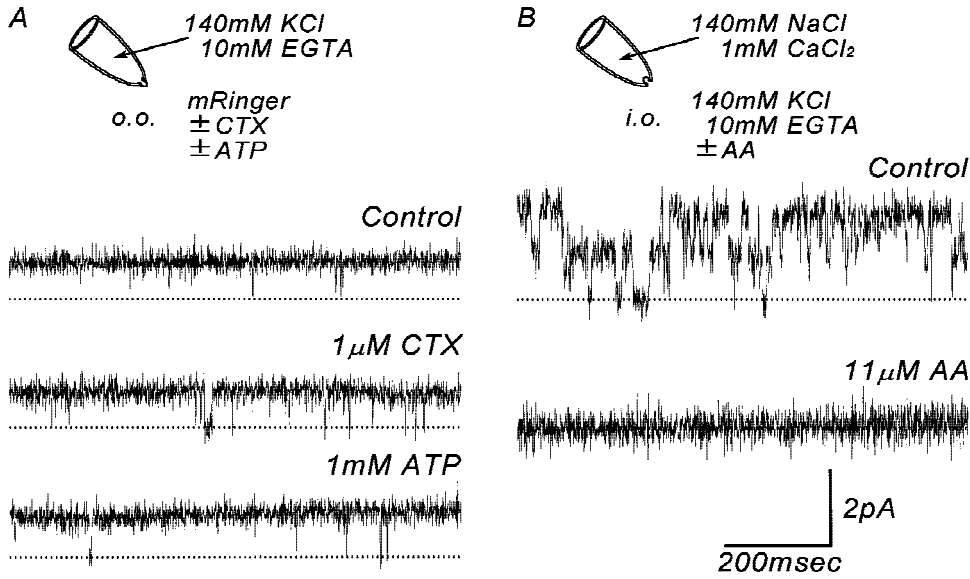 A
140mM KCl
10mM EGTA
o.o.
mRinger
±CTX
±ATP
Control
1μM CTX
1mM ATP
B
140mM NaCl
1mM CaCl₂
i.o.
140mM KCl
10mM EGTA
±AA
Control
11μM AA
2pA
200msec